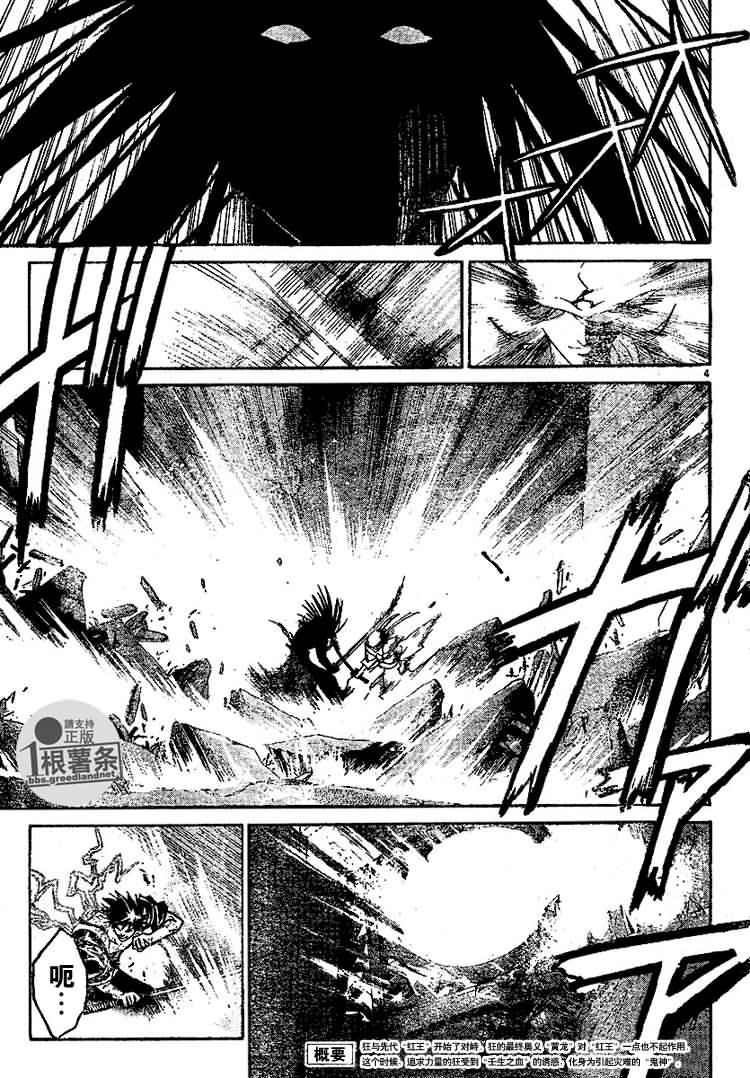 オオオ
4
請支持
正版
1根薯条
bbs.greedland.net
呃…
概要
狂与先代“红王”开始了对峙，狂的最终奥义“黄龙”对“红王”一点也不起作用，
这个时候，追求力量的狂受到“壬生之血”的诱惑，化身为引起灾难的“鬼神”。